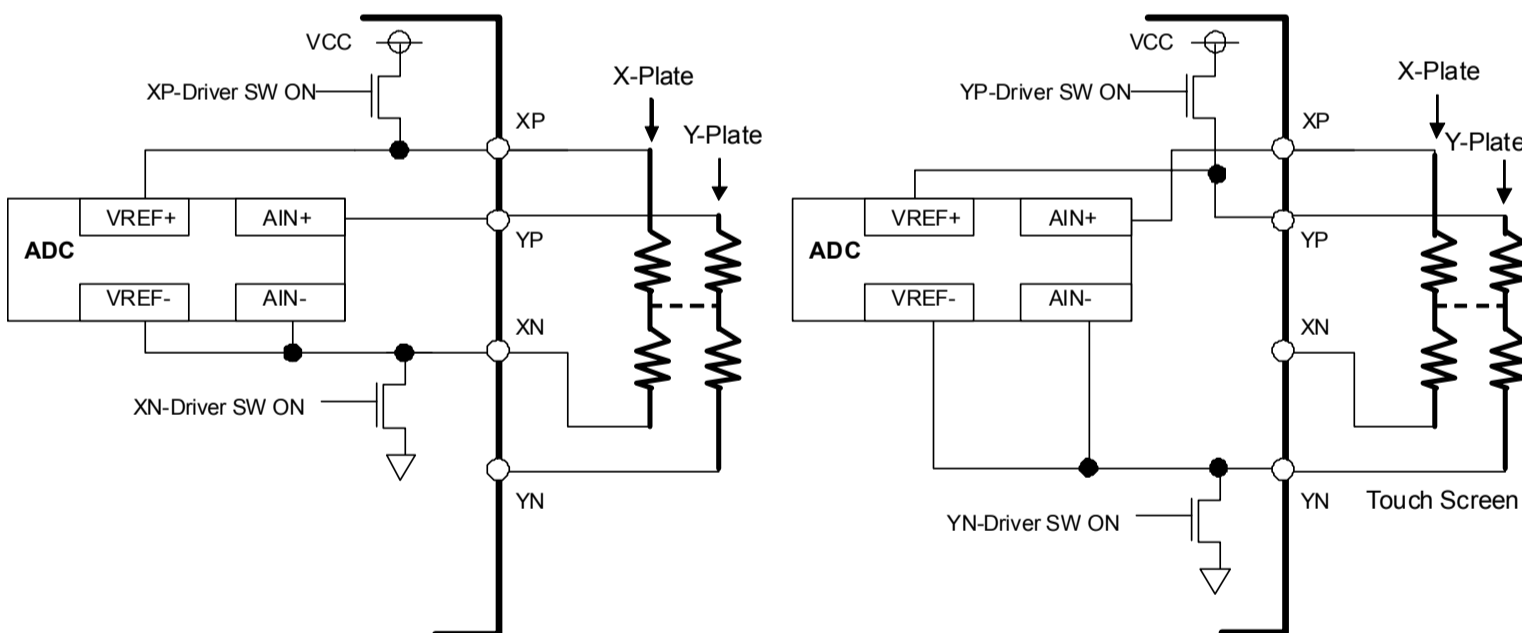 VCC
XP-Driver SW ON
X-Plate
XP
Y-Plate
VREF+
AIN+
YP
ADC
VREF-
AIN-
XN
XN-Driver SW ON
YN
VCC
YP-Driver SW ON
X-Plate
XP
Y-Plate
VREF+
AIN+
YP
ADC
VREF-
AIN-
XN
YN
Touch Screen
YN-Driver SW ON